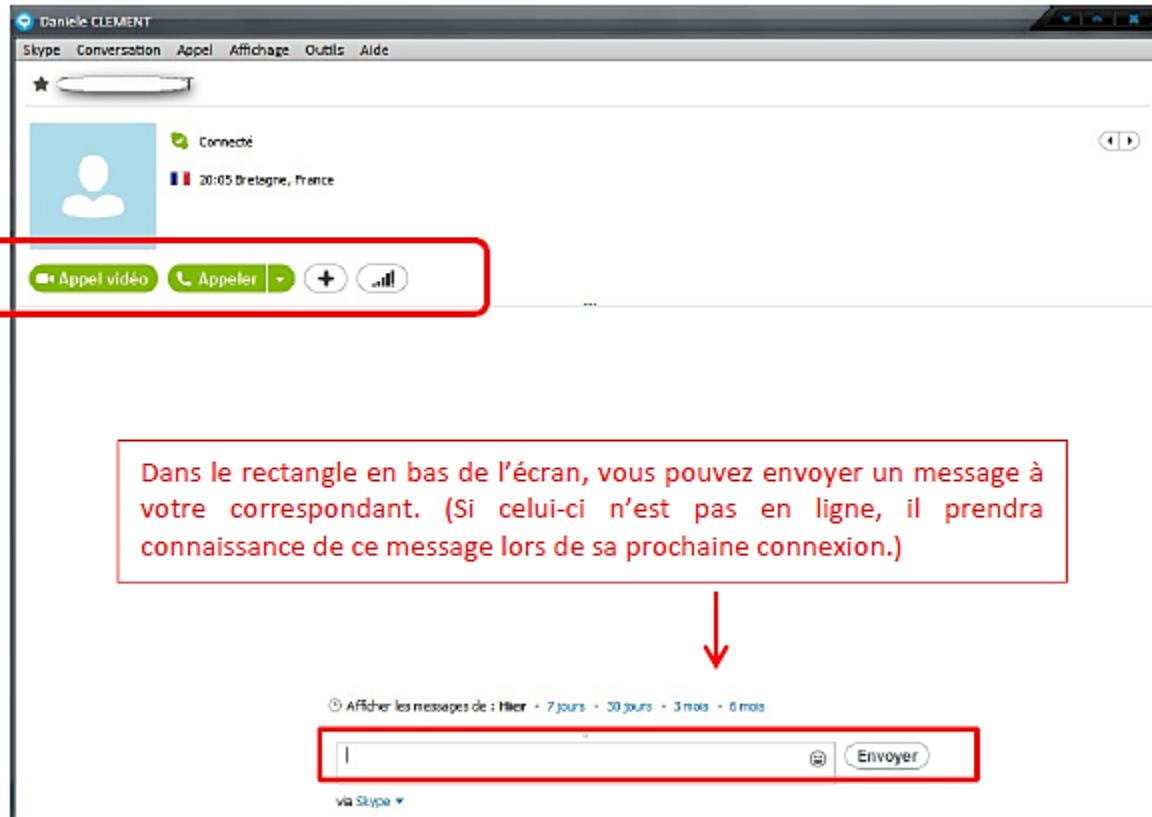 Daniele CLEMENT
Skype Conversation Appel Affichage Outils Aide
T
Connecté
20:05 Bretagne, France
Appel vidéo Appeler
Dans le rectangle en bas de l'écran, vous pouvez envoyer un message à
votre correspondant. (Si celui-ci n'est pas en ligne, il prendra
connaissance de ce message lors de sa prochaine connexion.)
Afficher les messages de : Hier • 7 jours • 30 jours • 3 mois • 6 mois
Envoyer
via Skype